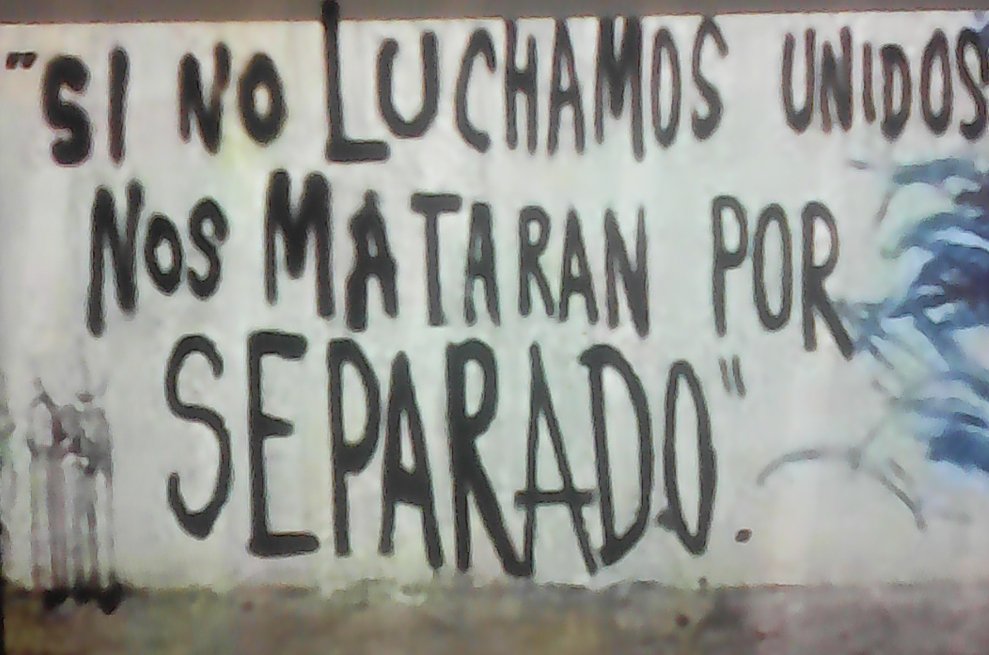 "SI NO LUCHAMOS UNIDOS
NOS MATARAN POR
SEPARADO".